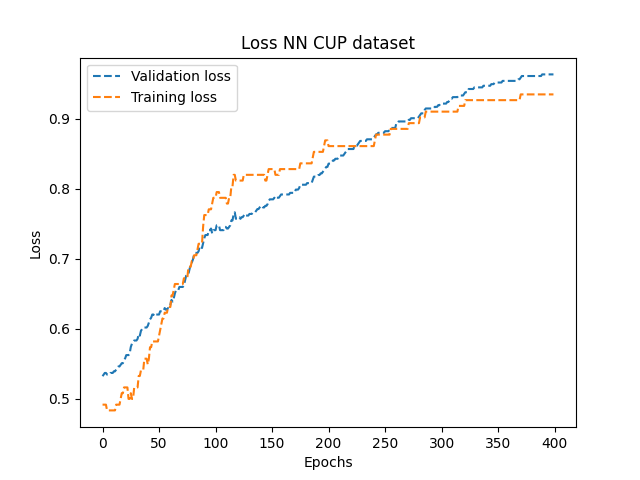 Loss NN CUP dataset
Validation loss
Training loss
0.9
0.8
0.7
0.6
0.5
Loss
0 50 100 150 200 250 300 350 400
Epochs